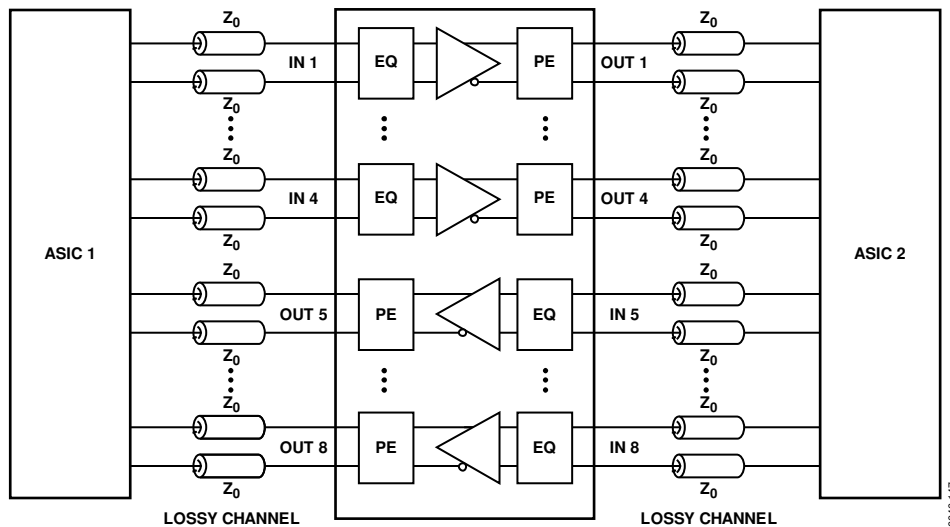 Z0 Z0
IN 1 EQ PE OUT 1
Z0 Z0
Z0 Z0
IN 4 EQ PE OUT 4
Z0 Z0
ASIC 1 ASIC 2
Z0 Z0
OUT 5 PE EQ IN 5
Z0 Z0
Z0 Z0
OUT 8 PE EQ IN 8
Z0 Z0
LOSSY CHANNEL LOSSY CHANNEL